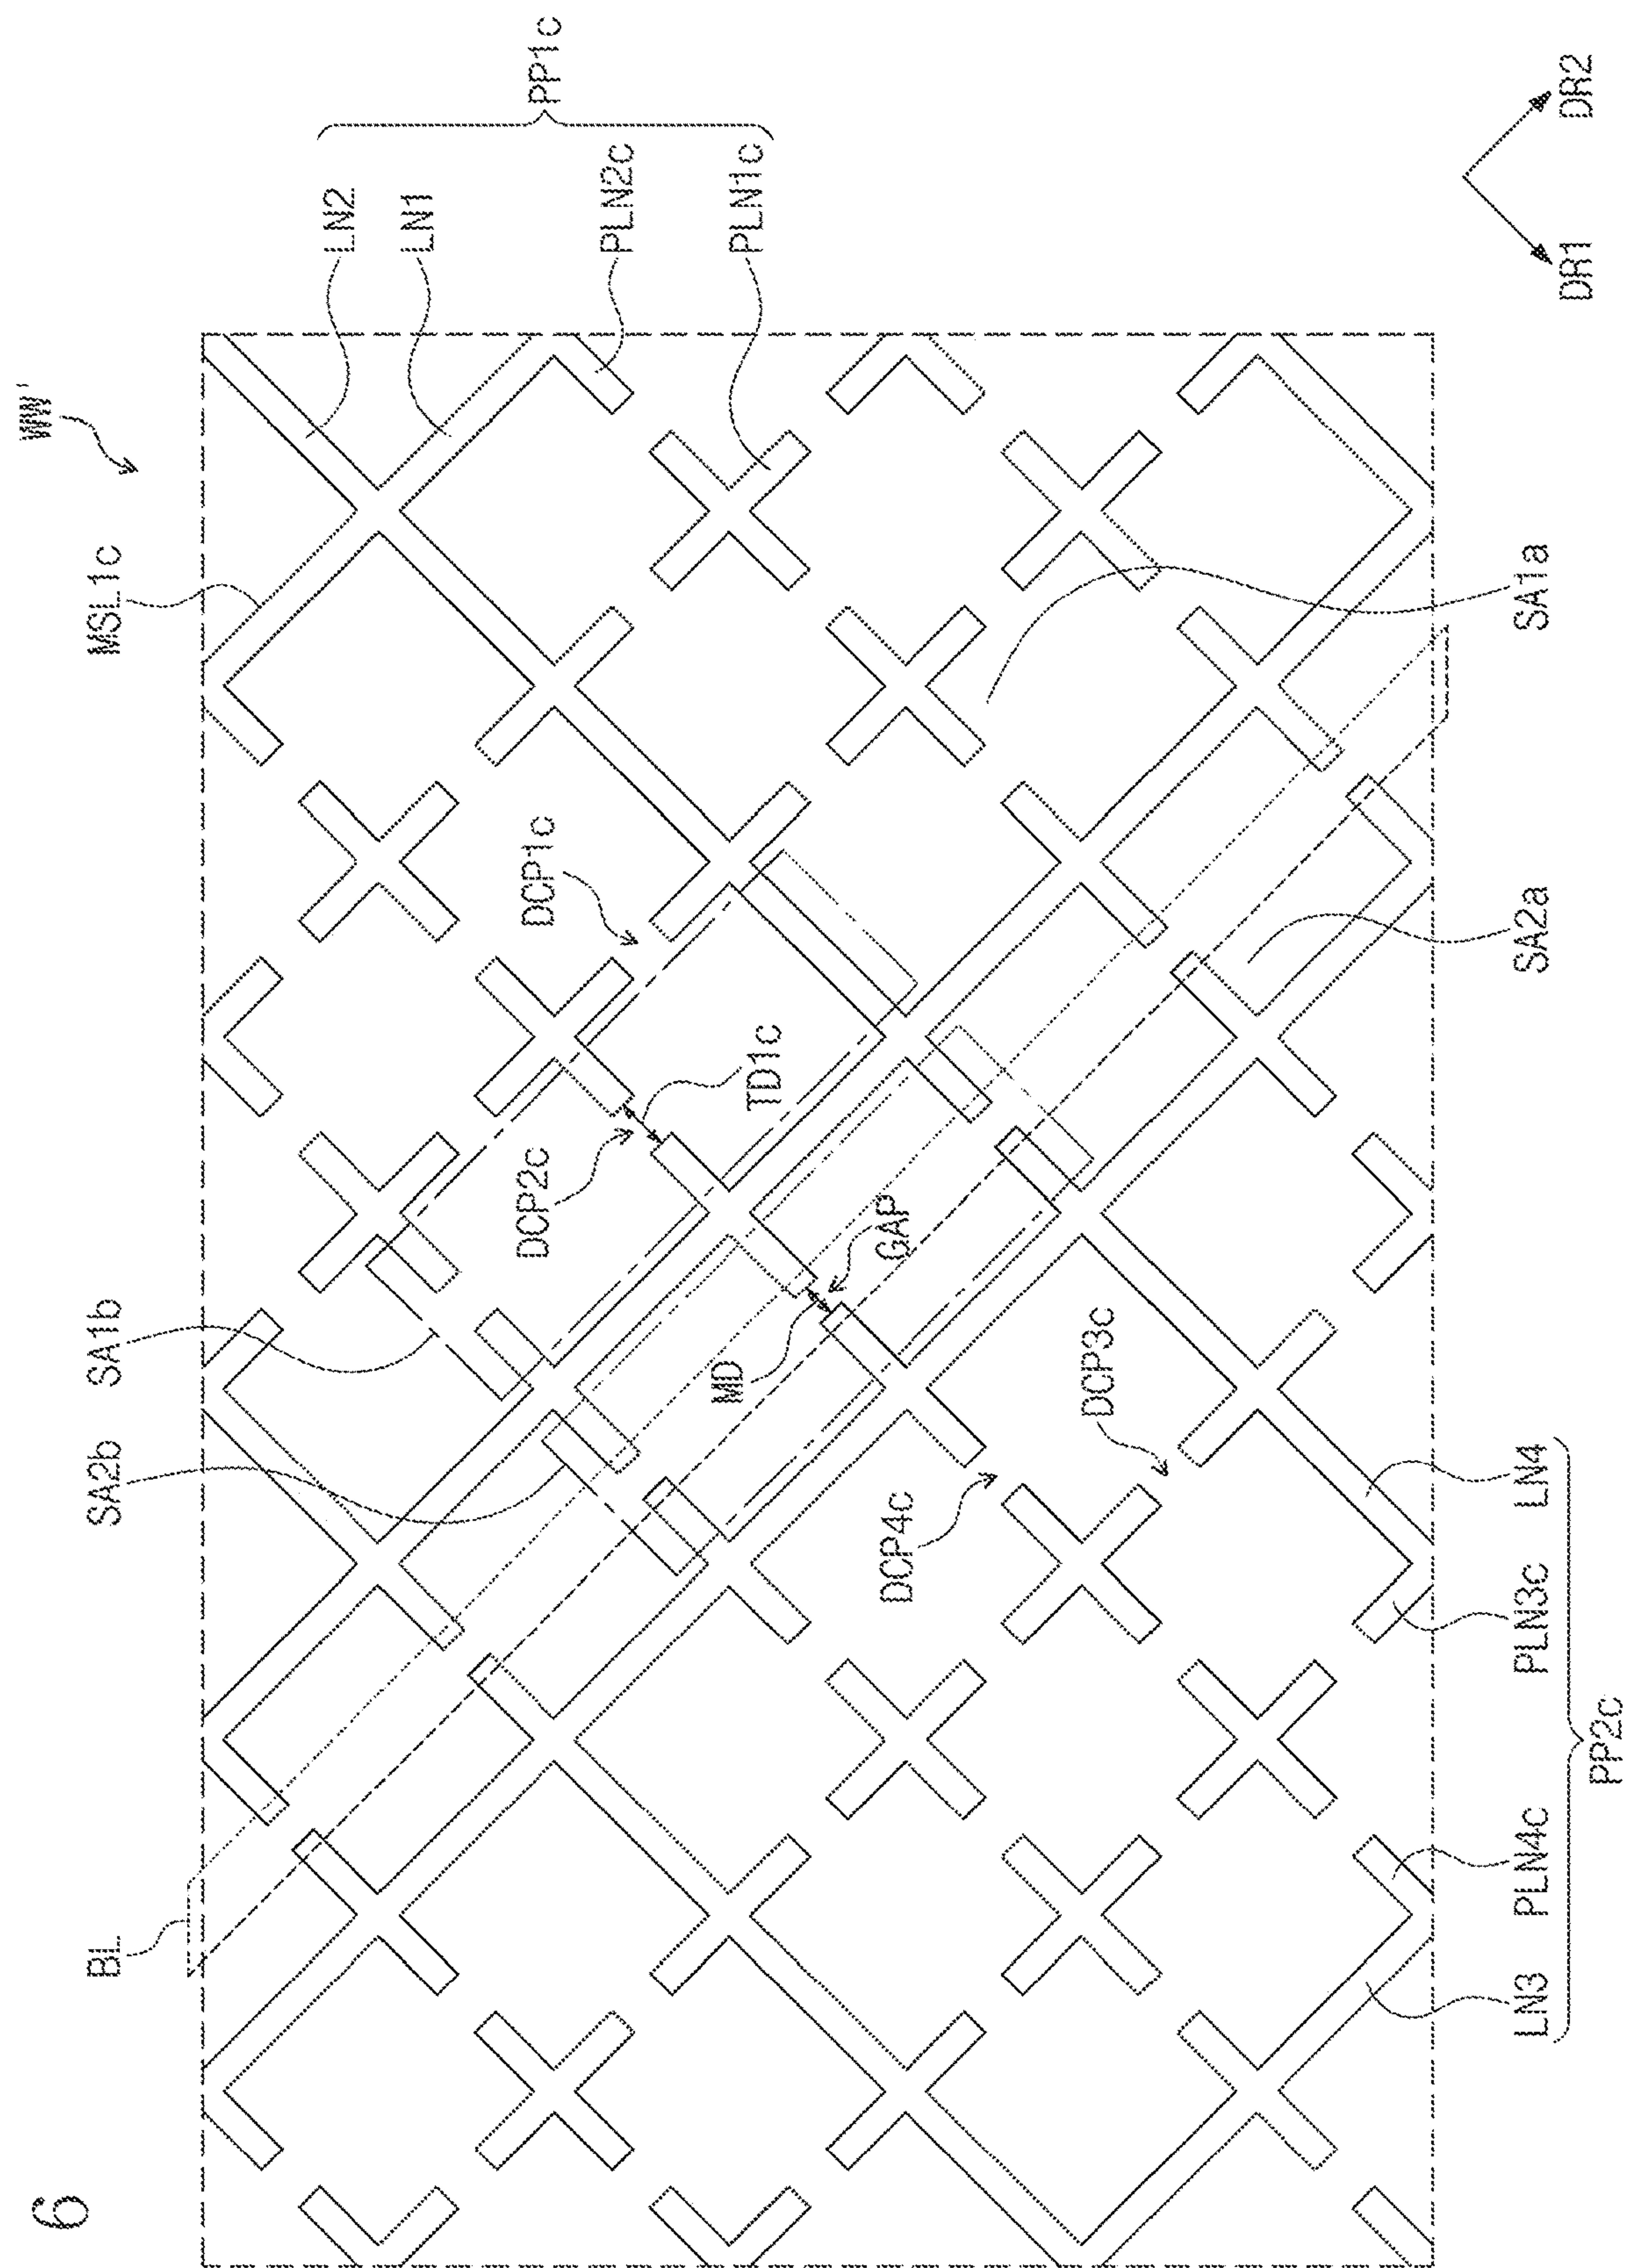 6
BL
SA2b
SA1b
MSL1c
WW'
DCP2c
DCP1c
TD1c
MD
GAP
DCP4c
DCP3c
LN2
LN1
PLN2c
PLN1c
PP1c
LN3
PLN4c
PLN3c
LN4
PP2c
SA2a
SA1a
DR1
DR2